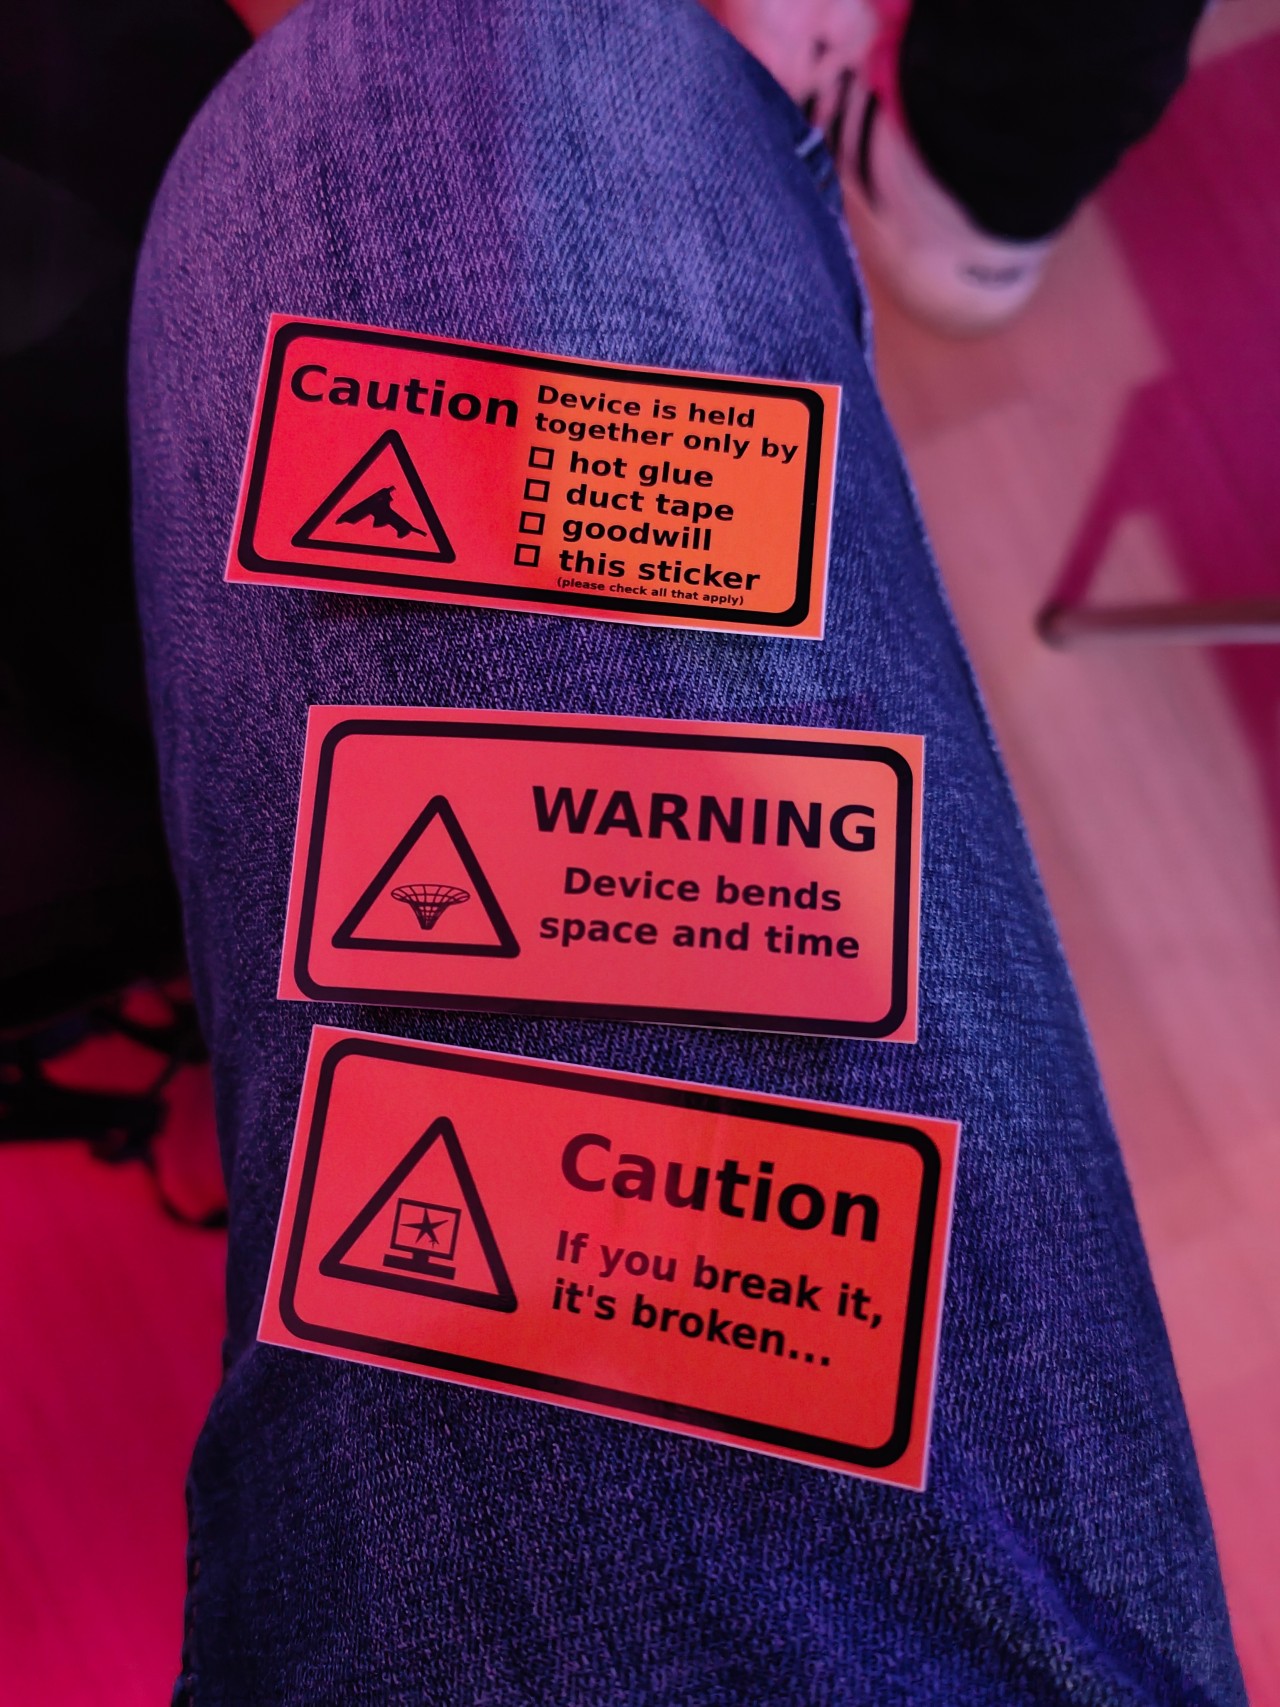 Caution
Device is held
together only by
hot glue
duct tape
goodwill
this sticker
(please check all that apply)
WARNING
Device bends
space and time
Caution
If you break it,
it's broken...